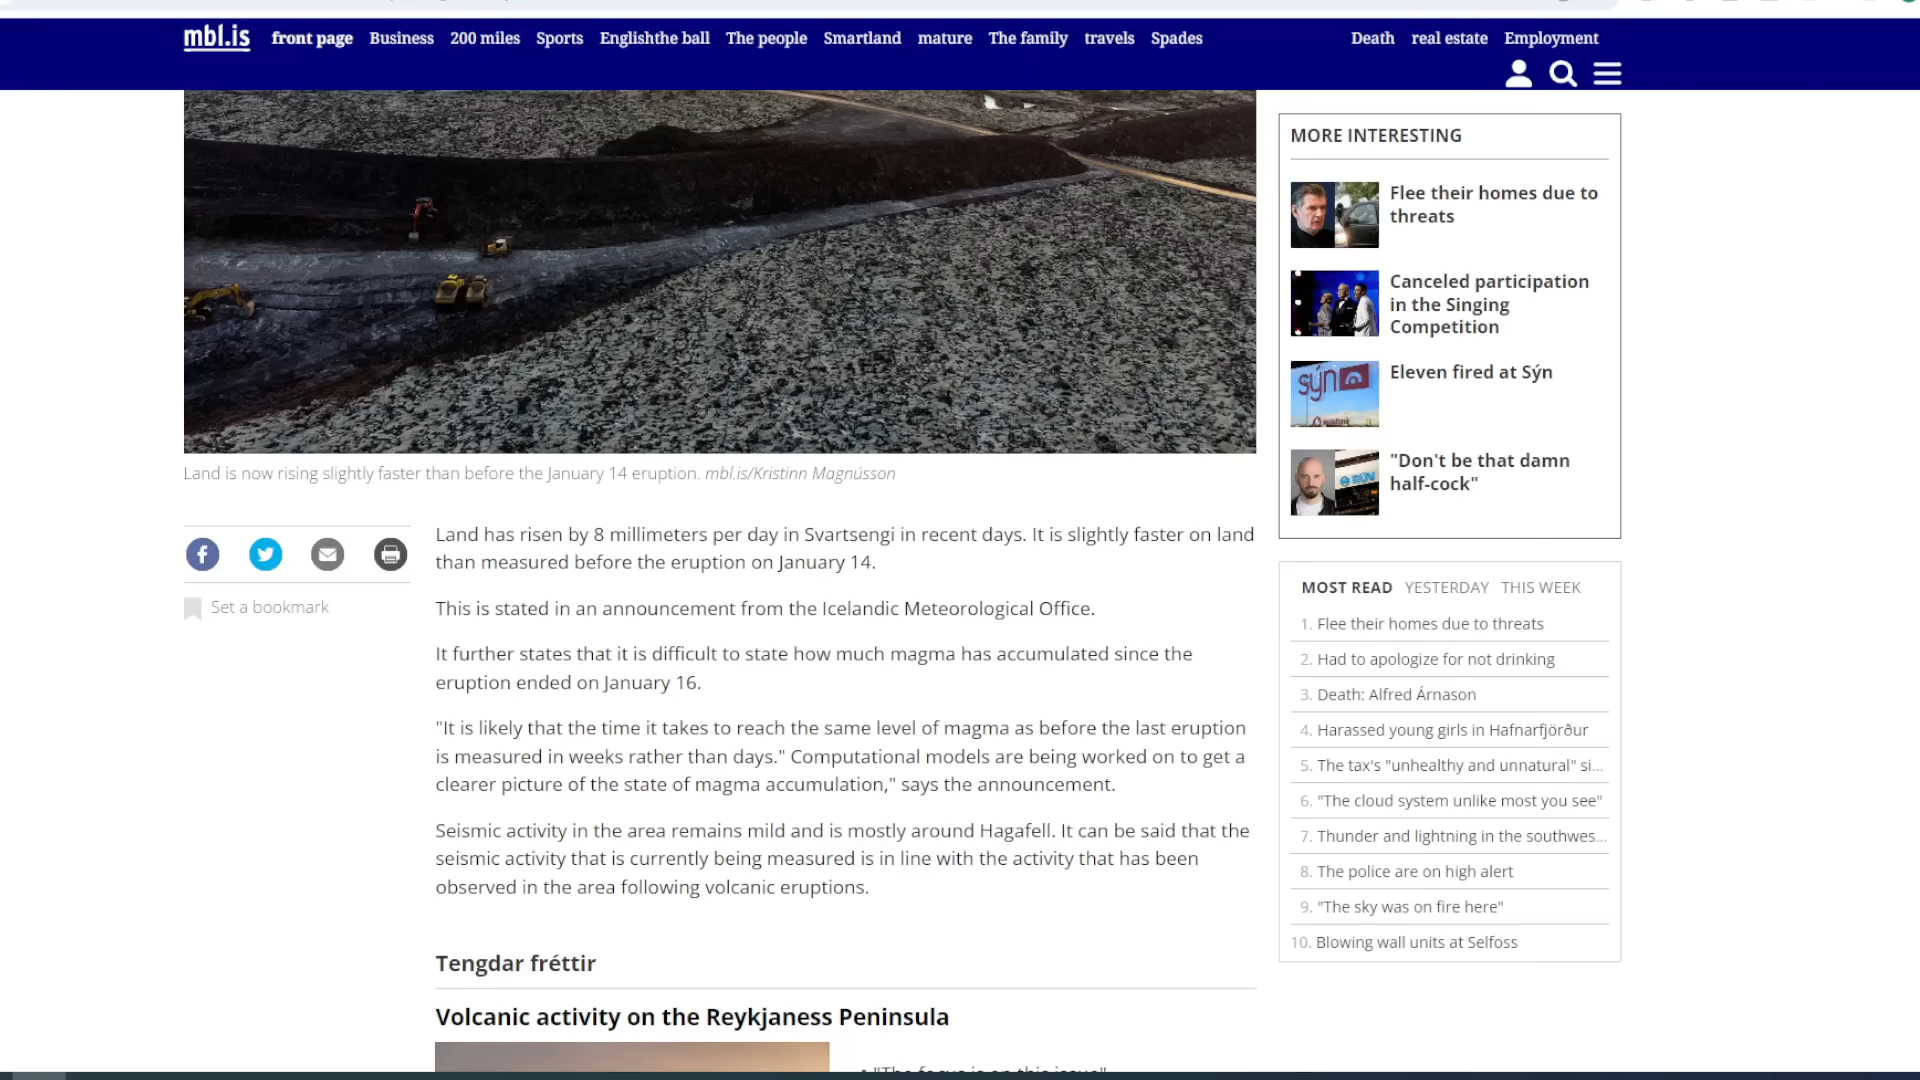 mbl.is
front page Business 200 miles Sports Englishthe ball The people Smartland mature The family travels Spades Death real estate Employment
Land is now rising slightly faster than before the January 14 eruption. mbl.is/Kristinn Magnússon
Set a bookmark
Land has risen by 8 millimeters per day in Svartsengi in recent days. It is slightly faster on land
than measured before the eruption on January 14.
This is stated in an announcement from the Icelandic Meteorological Office.
It further states that it is difficult to state how much magma has accumulated since the
eruption ended on January 16.
"It is likely that the time it takes to reach the same level of magma as before the last eruption
is measured in weeks rather than days." Computational models are being worked on to get a
clearer picture of the state of magma accumulation," says the announcement.
Seismic activity in the area remains mild and is mostly around Hagafell. It can be said that the
seismic activity that is currently being measured is in line with the activity that has been
observed in the area following volcanic eruptions.
Tengdar fréttir
Volcanic activity on the Reykjaness Peninsula
"The focus is on this issue"
MORE INTERESTING
Flee their homes due to
threats
Canceled participation
in the Singing
Competition
sýn
Eleven fired at Sýn
RÚV
"Don't be that damn
half-cock"
MOST READ YESTERDAY THIS WEEK
1. Flee their homes due to threats
2. Had to apologize for not drinking
3. Death: Alfred Árnason
4. Harassed young girls in Hafnarfjörður
5. The tax's "unhealthy and unnatural" si...
6. "The cloud system unlike most you see"
7. Thunder and lightning in the southwes...
8. The police are on high alert
9. "The sky was on fire here"
10. Blowing wall units at Selfoss